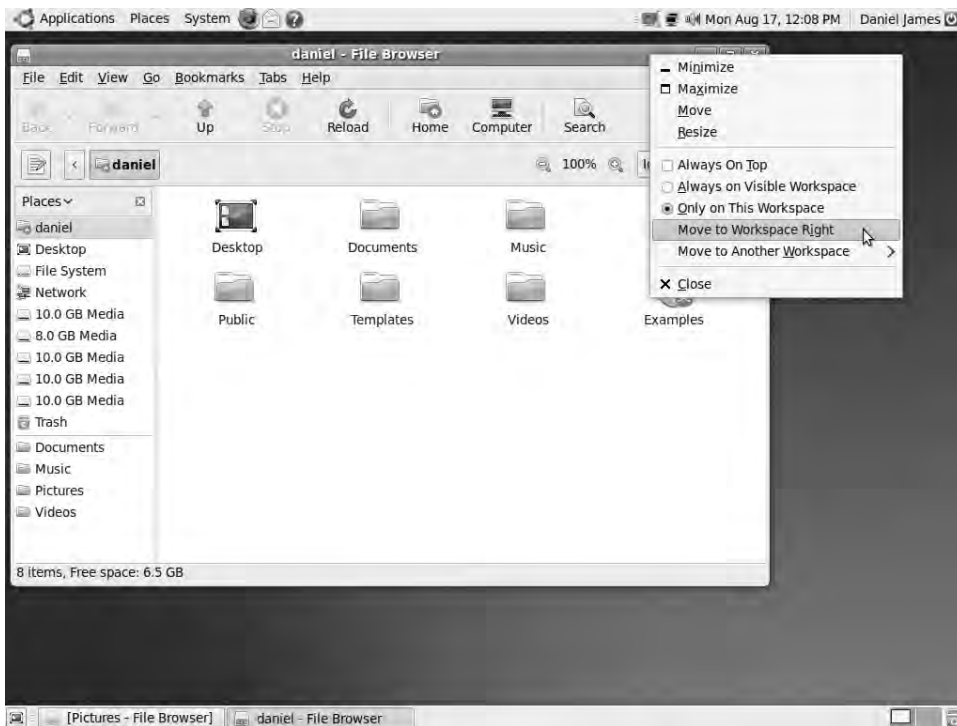 Applications Places System
Mon Aug 17, 12:08 PM Daniel James
daniel - File Browser
File Edit View Go Bookmarks Tabs Help
Back Forward Up Stop Reload Home Computer Search
daniel 100%
Places
daniel
Desktop
File System
Network
10.0 GB Media
8.0 GB Media
10.0 GB Media
10.0 GB Media
10.0 GB Media
Trash
Documents
Music
Pictures
Videos
Desktop Documents Music
Public Templates Videos Examples
8 items, Free space: 6.5 GB
Minimize
Maximize
Move
Resize
Always On Top
Always on Visible Workspace
Only on This Workspace
Move to Workspace Right
Move to Another Workspace
Close
[Pictures - File Browser] daniel - File Browser